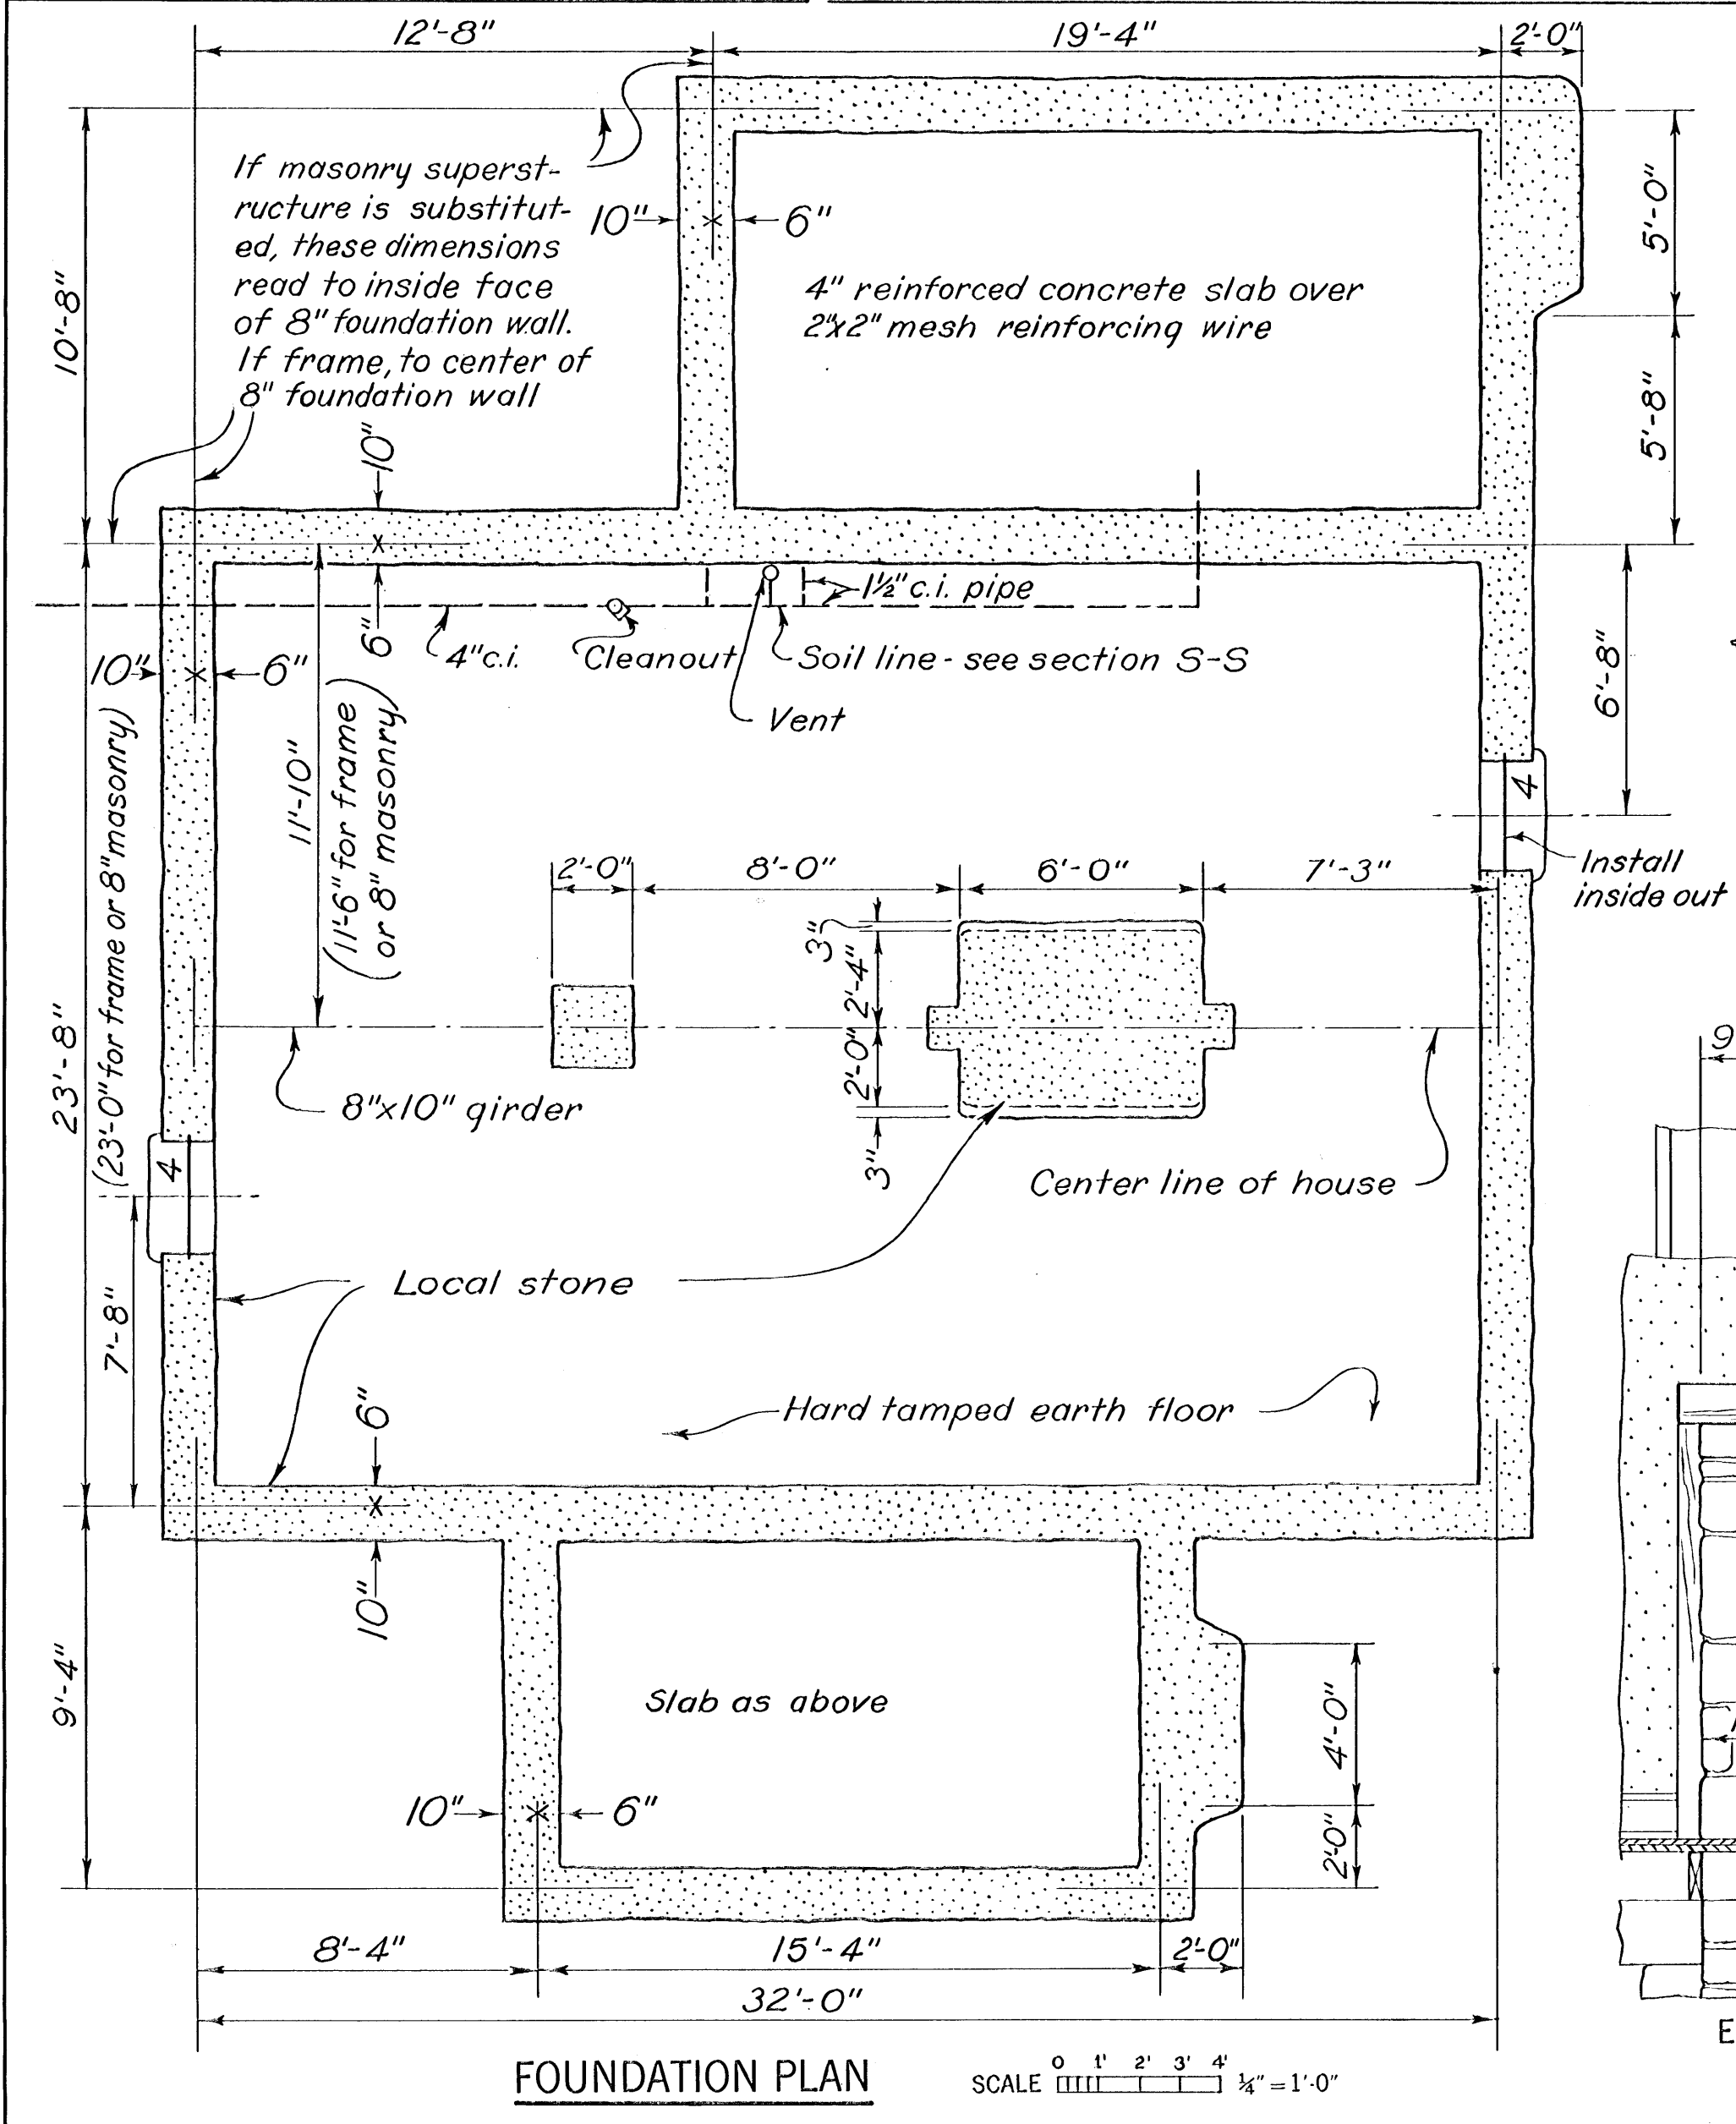 12'-8"
19'-4"
2'-0"
If masonry superst-
ructure is substitut-
ed, these dimensions
read to inside face
of 8" foundation wall.
If frame, to center of
8" foundation wall
10"
6"
4" reinforced concrete slab over
2"x2" mesh reinforcing wire
5'-0"
10'-8"
5'-8"
10"
6"
1½" c.i. pipe
4" c.i.
Cleanout
Soil line - see section S-S
Vent
10"
6"
6'-8"
4
Install
inside out
11'-10"
(11'-6" for frame
or 8" masonry)
23'-8"
(23'-0" for frame or 8" masonry)
2'-0"
8'-0"
6'-0"
7'-3"
3"
2'-4"
2'-0"
3"
9
8"x10" girder
Center line of house
4
7'-8"
Local stone
Hard tamped earth floor
6"
10"
9'-4"
Slab as above
4'-0"
2'-0"
10"
6"
8'-4"
15'-4"
2'-0"
32'-0"
E
FOUNDATION PLAN
SCALE 0 1' 2' 3' 4' ¼" = 1'-0"